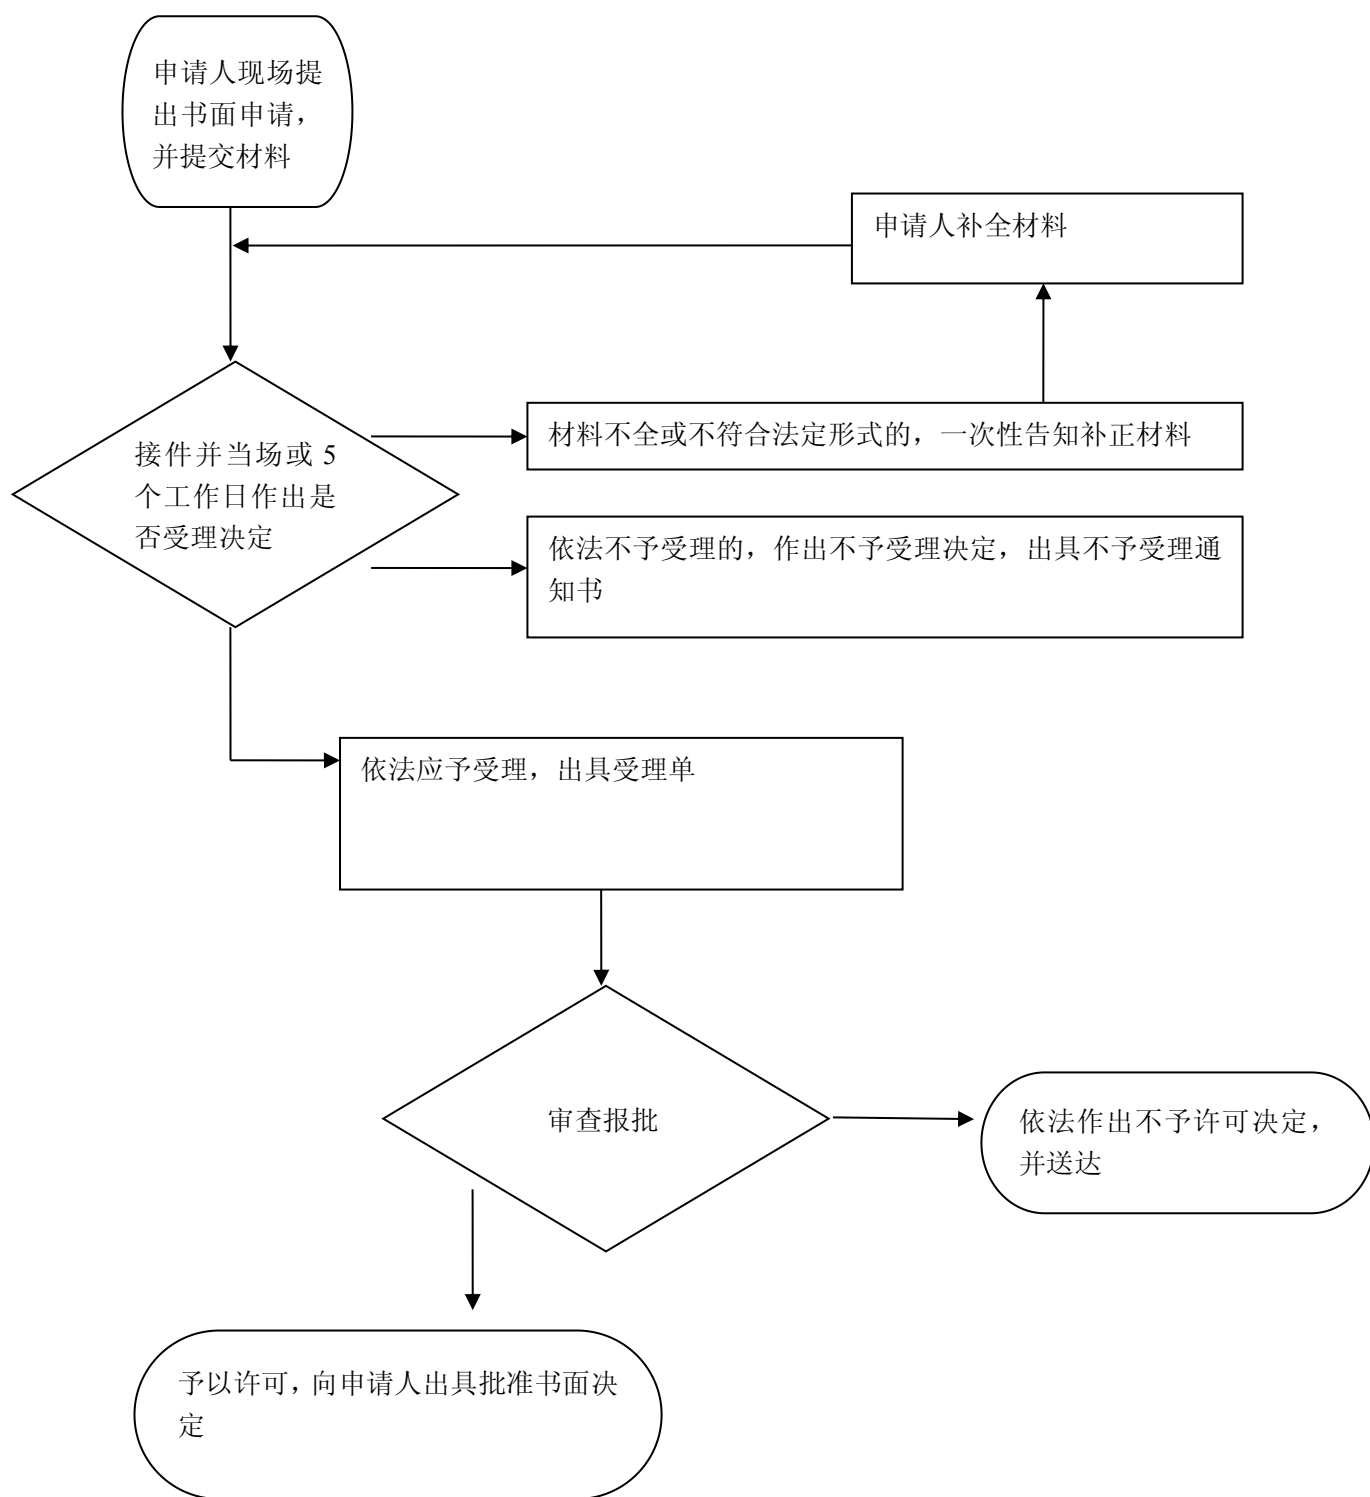 申请人现场提
出书面申请，
并提交材料
申请人补全材料
材料不全或不符合法定形式的，一次性告知补正材料
接件并当场或 5
个工作日作出是
否受理决定
依法不予受理的，作出不予受理决定，出具不予受理通
知书
依法应予受理，出具受理单
审查报批
依法作出不予许可决定，
并送达
予以许可，向申请人出具批准书面决
定